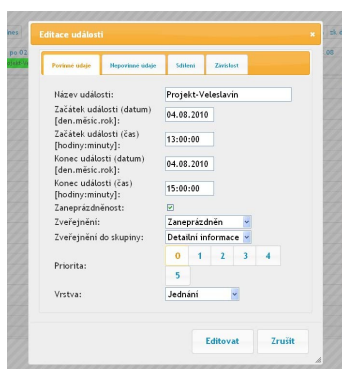 Editace události
Povinné údaje Nepovinné údaje Sdílení Závislost
Název události: Projekt-Veleslavin
Začátek události (datum)
[den.měsíc.rok]: 04.08.2010
Začátek události (čas)
[hodiny:minuty]: 13:00:00
Konec události (datum)
[den.měsíc.rok]: 04.08.2010
Konec události (čas)
[hodiny:minuty]: 15:00:00
Zaneprázdněnost:
Zveřejnění: Zaneprázdněn
Zveřejnění do skupiny: Detailní informace
Priorita: 0 1 2 3 4
5
Vrstva: Jednání
Editovat Zrušit